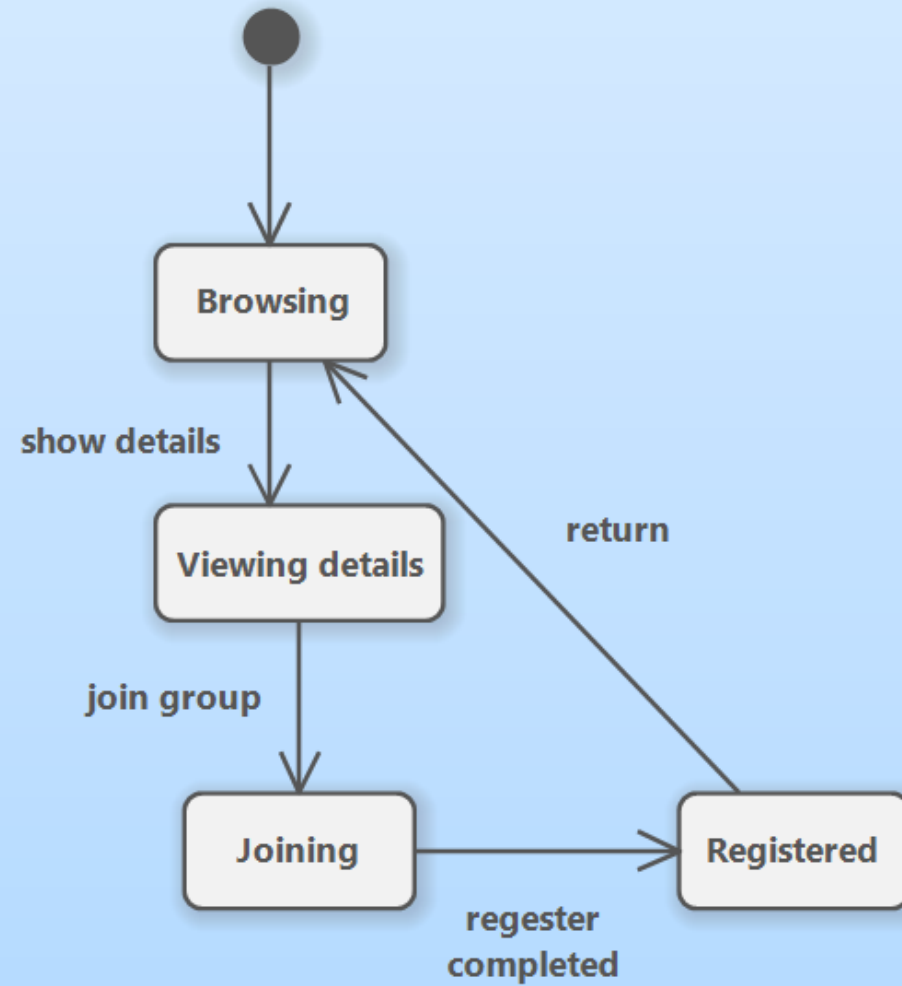 Browsing
show details
Viewing details
return
join group
Joining
Registered
regester
completed